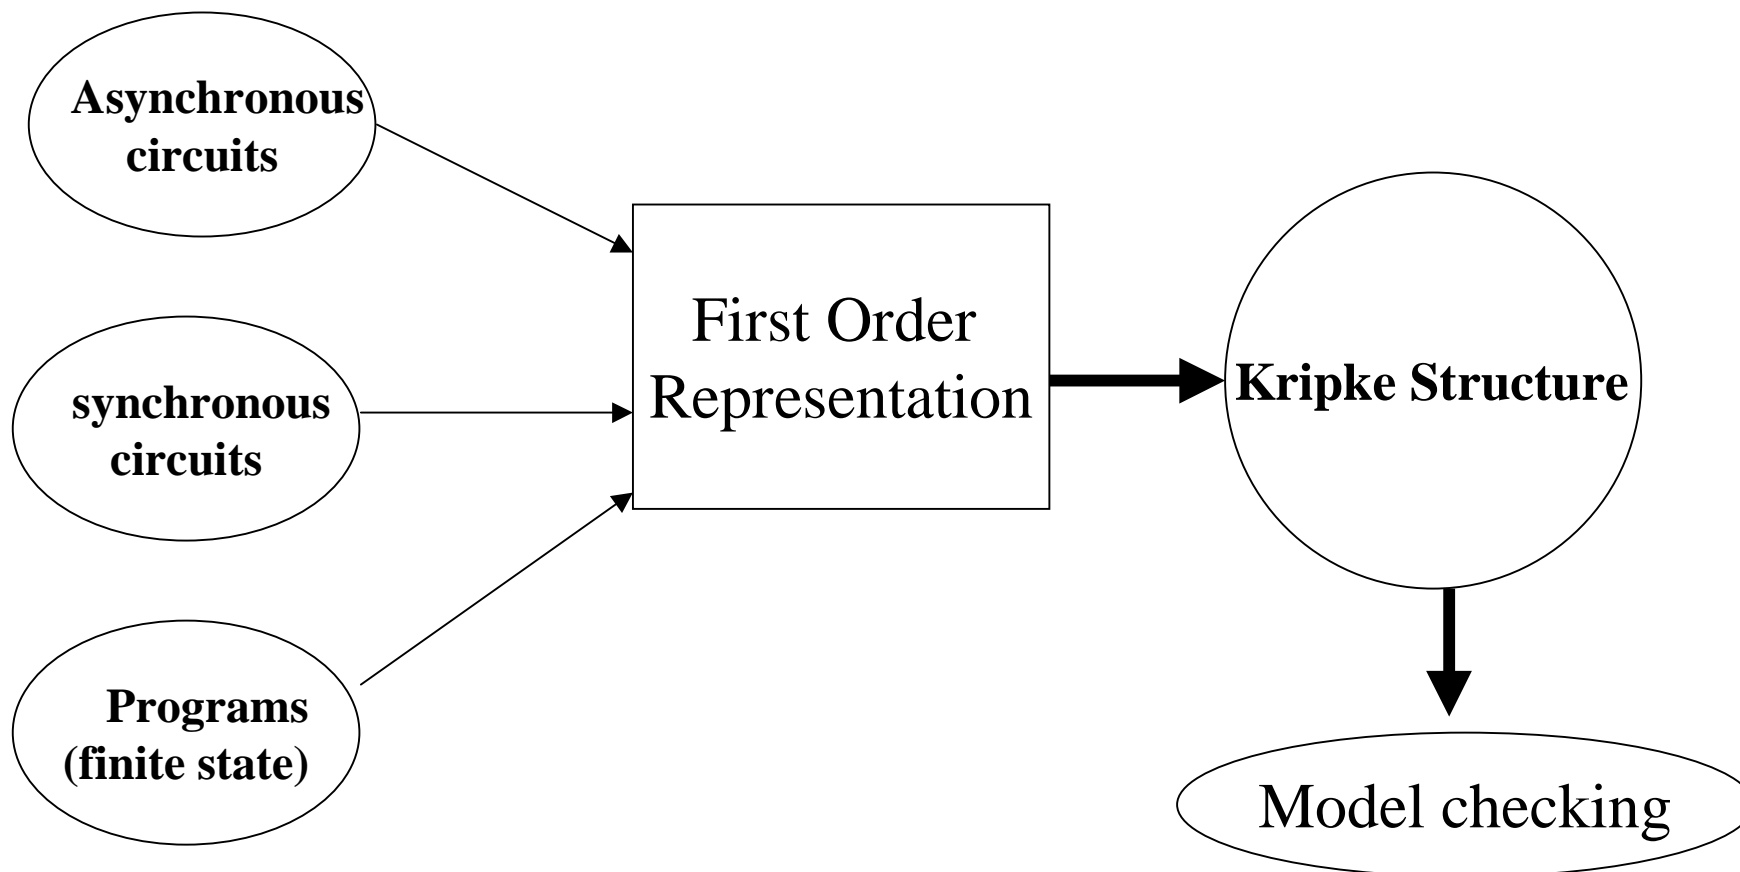 Asynchronous
circuits
synchronous
circuits
Programs
(finite state)
First Order
Representation
Kripke Structure
Model checking